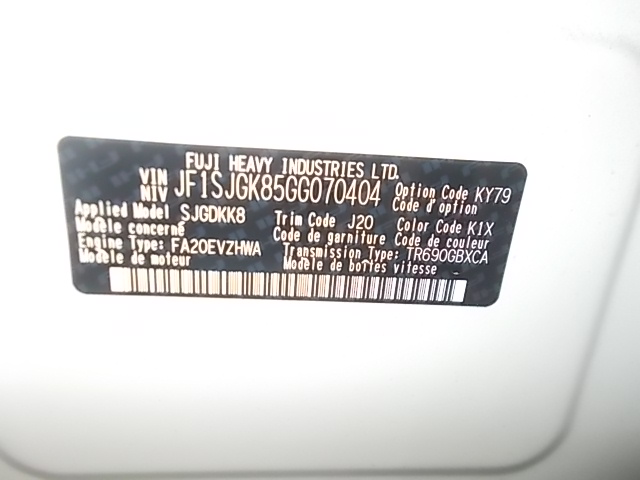 FUJI HEAVY INDUSTRIES LTD.
VIN NIV JF1SJGK85GG070404 Option Code KY79
Code d'option
Applied Model SJGDKK8 Trim Code J20 Color Code K1X
Modèle concerné Code de garniture Code de couleur
Engine Type: FA20EVZHWA Transmission Type: TR690GBXCA
Modèle de moteur Modèle de boîtes vitesse